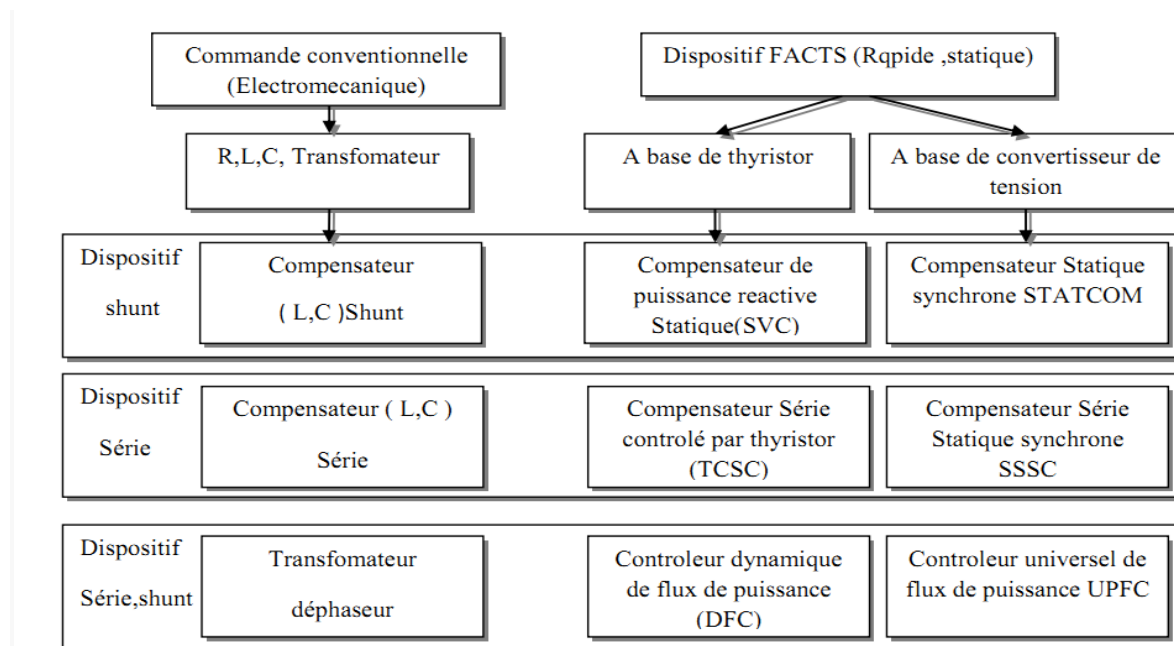 Commande conventionnelle
(Electromecanique)
Dispositif FACTS (Rqpide ,statique)
R,L,C, Transfomateur
A base de thyristor
A base de convertisseur de
tension
Dispositif
shunt
Compensateur
( L,C )Shunt
Compensateur de
puissance reactive
Statique(SVC)
Compensateur Statique
synchrone STATCOM
Dispositif
Série
Compensateur ( L,C )
Série
Compensateur Série
controlé par thyristor
(TCSC)
Compensateur Série
Statique synchrone
SSSC
Dispositif
Série,shunt
Transfomateur
déphaseur
Controleur dynamique
de flux de puissance
(DFC)
Controleur universel de
flux de puissance UPFC